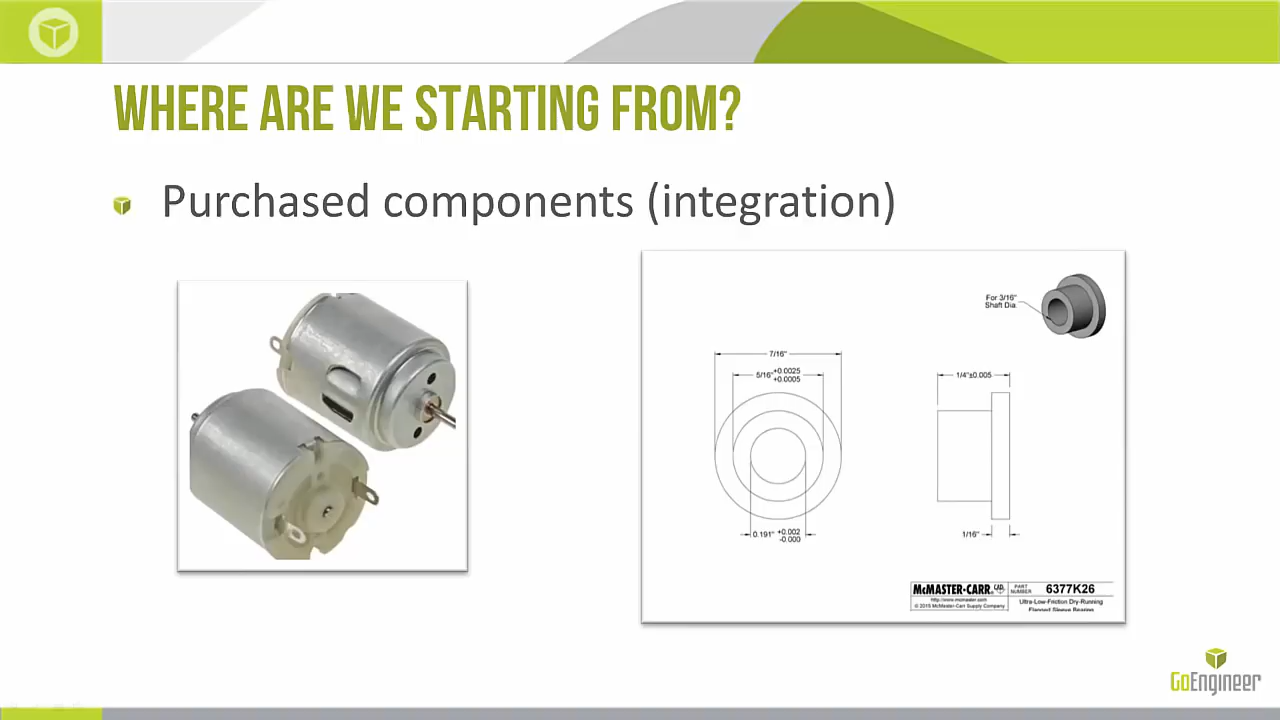 WHERE ARE WE STARTING FROM?
Purchased components (integration)
For 3/16"
Shaft Dia.
7/16"
5/16" +0.0025
+0.0005
1/4"±0.005
0.191" +0.002
-0.000
1/16"
McMASTER-CARR® CAD
http://www.mcmaster.com
© 2015 McMaster-Carr Supply Company
PART
NUMBER
6377K26
Ultra-Low-Friction Dry-Running
Flanged Sleeve Bearing
GoEngineer